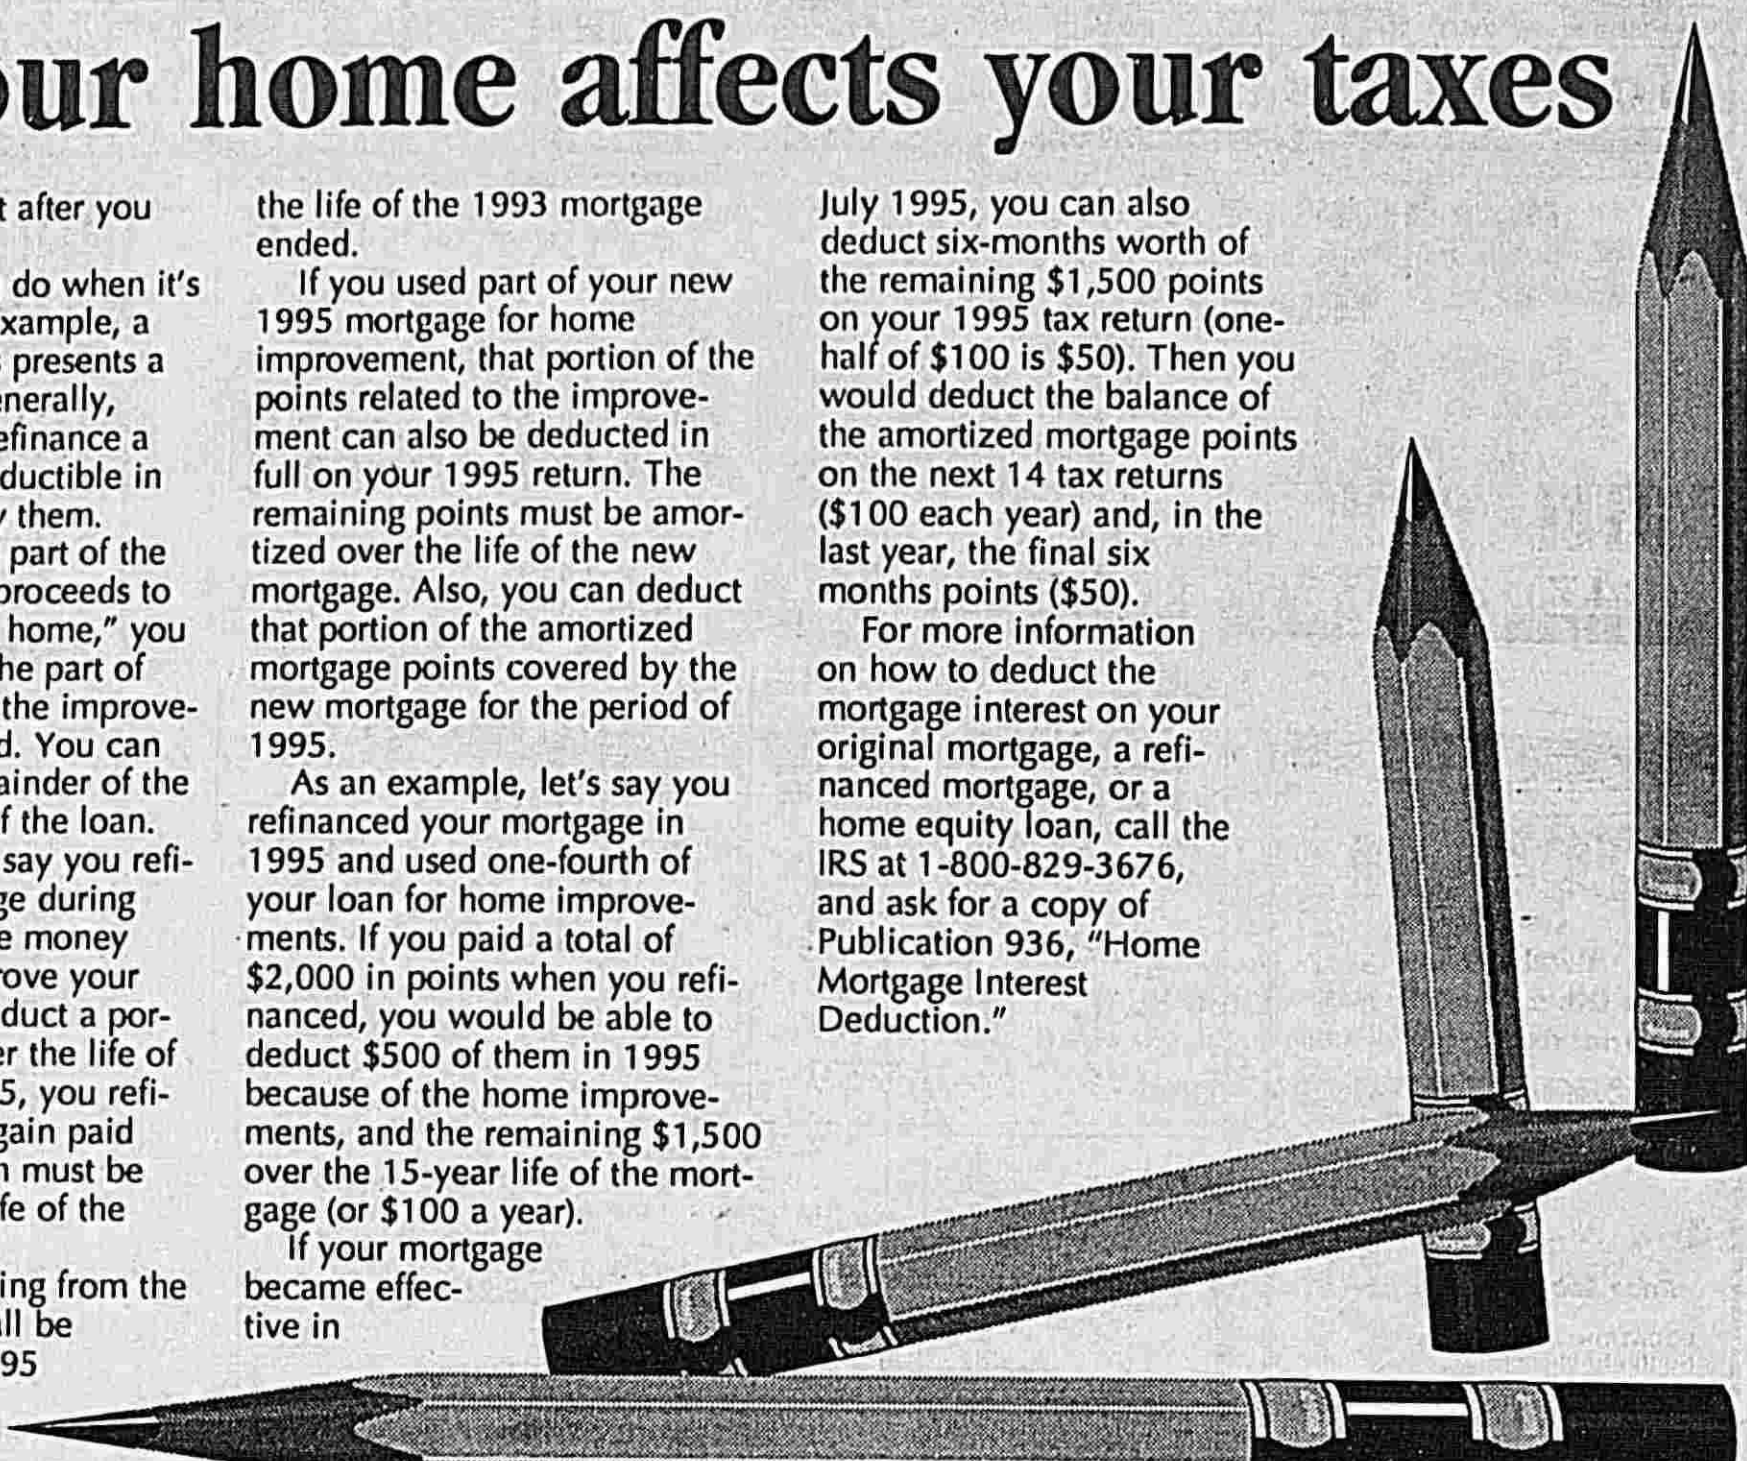 our home affects your taxes
t after you
do when it's
xample, a
presents a
enerally,
efinance a
ductible in
y them.
part of the
proceeds to
home," you
he part of
the improve-
d. You can
ainder of the
f the loan.
say you refi-
ge during
e money
ove your
duct a por-
er the life of
5, you refi-
gain paid
must be
fe of the
ing from the
ll be
95
the life of the 1993 mortgage
ended.
If you used part of your new
1995 mortgage for home
improvement, that portion of the
points related to the improve-
ment can also be deducted in
full on your 1995 return. The
remaining points must be amor-
tized over the life of the new
mortgage. Also, you can deduct
that portion of the amortized
mortgage points covered by the
new mortgage for the period of
1995.
As an example, let's say you
refinanced your mortgage in
1995 and used one-fourth of
your loan for home improve-
ments. If you paid a total of
$2,000 in points when you refi-
nanced, you would be able to
deduct $500 of them in 1995
because of the home improve-
ments, and the remaining $1,500
over the 15-year life of the mort-
gage (or $100 a year).
If your mortgage
became effec-
tive in
July 1995, you can also
deduct six-months worth of
the remaining $1,500 points
on your 1995 tax return (one-
half of $100 is $50). Then you
would deduct the balance of
the amortized mortgage points
on the next 14 tax returns
($100 each year) and, in the
last year, the final six
months points ($50).
For more information
on how to deduct the
mortgage interest on your
original mortgage, a refi-
nanced mortgage, or a
home equity loan, call the
IRS at 1-800-829-3676,
and ask for a copy of
Publication 936, "Home
Mortgage Interest
Deduction."